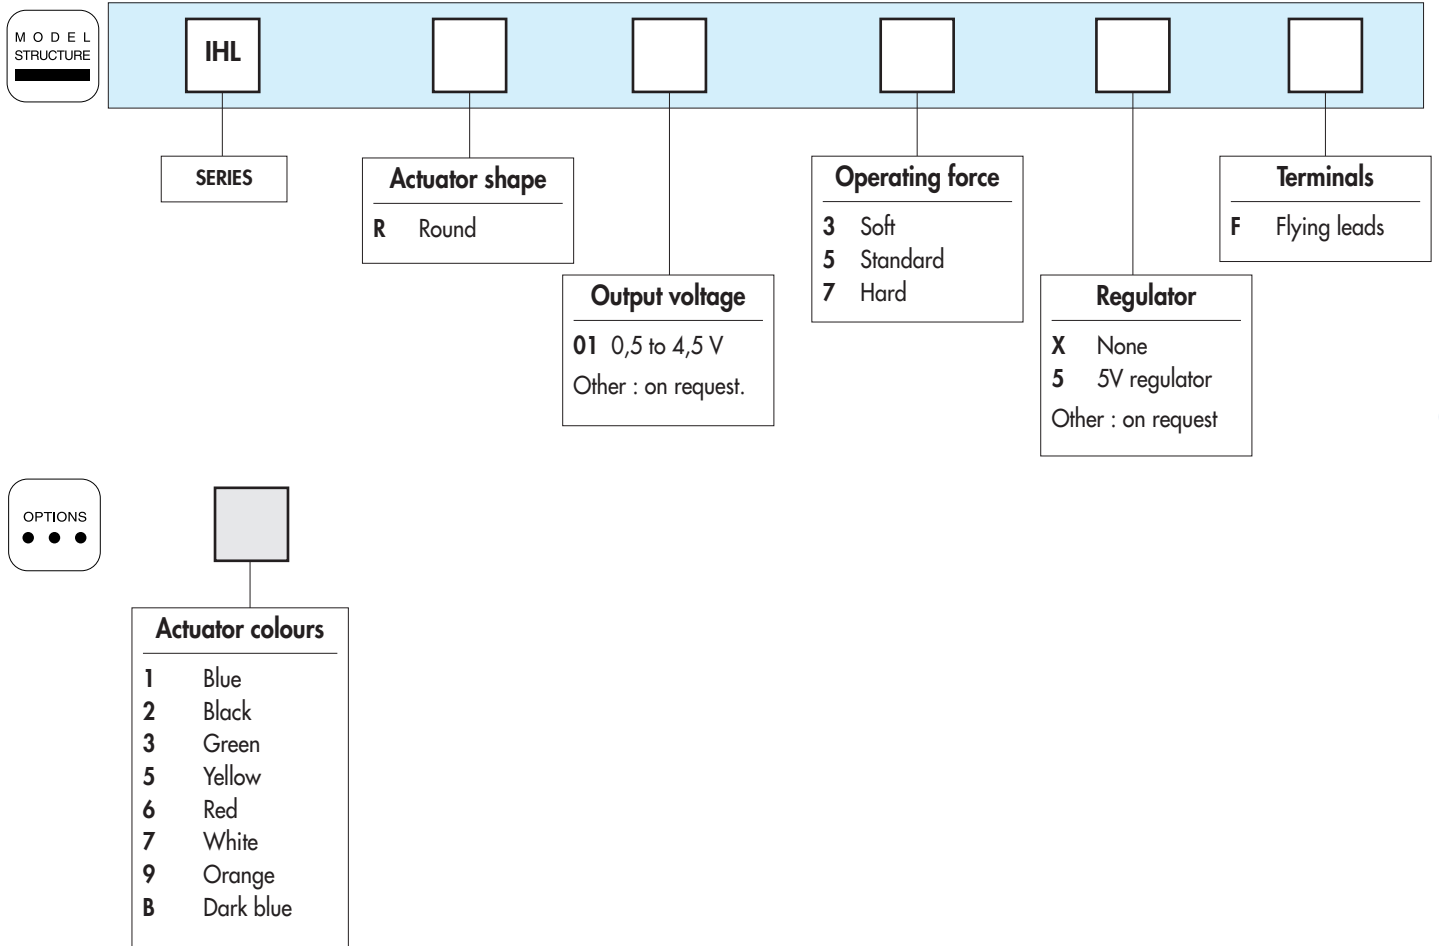 MODEL
STRUCTURE
IHL
SERIES
Actuator shape
R Round
Output voltage
01 0,5 to 4,5 V
Other : on request.
Operating force
3 Soft
5 Standard
7 Hard
Regulator
X None
5 5V regulator
Other : on request
Terminals
F Flying leads
OPTIONS
Actuator colours
1 Blue
2 Black
3 Green
5 Yellow
6 Red
7 White
9 Orange
B Dark blue